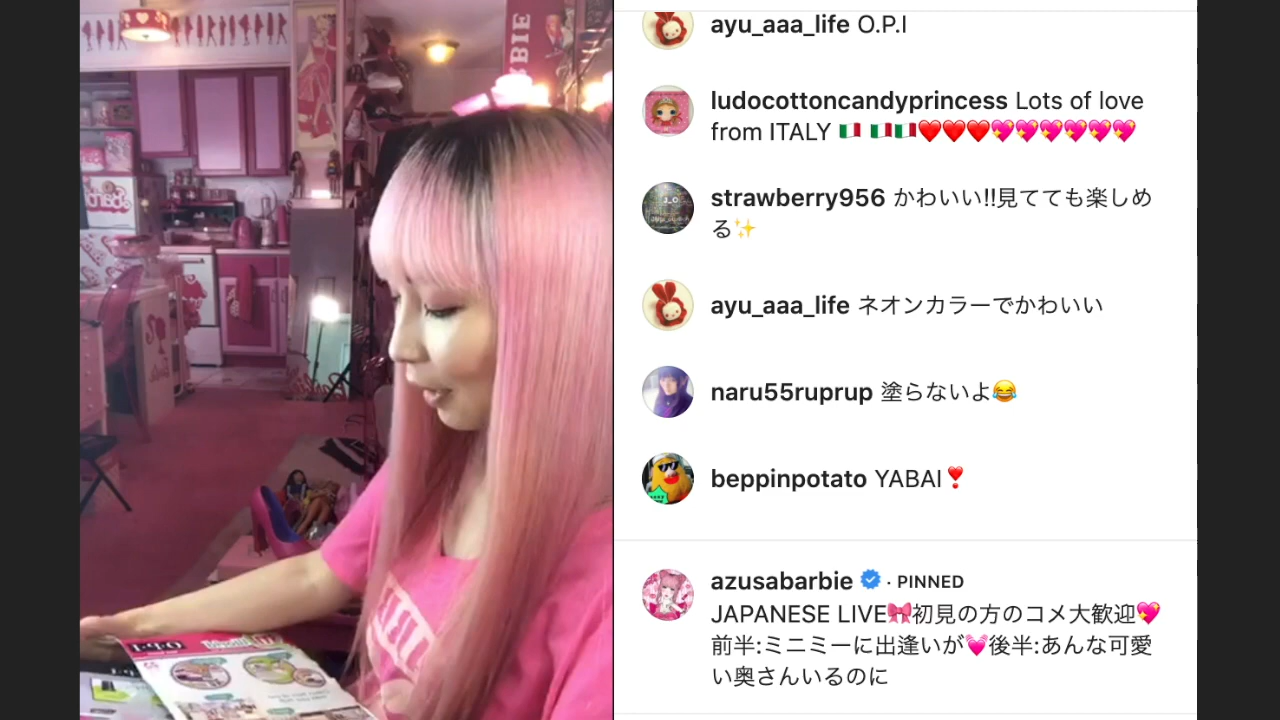 BIE
Barbie
O·P·I
ayu_aaa_life O.P.I
ludocottoncandyprincess Lots of love
from ITALY 🇮🇹 🇮🇹🇮🇹❤️❤️❤️💖💖💖💖💖💖
strawberry956 かわいい‼見てても楽しめ
る✨
ayu_aaa_life ネオンカラーでかわいい
naru55ruprup 塗らないよ😂
beppinpotato YABAI❣️
azusabarbie · PINNED
JAPANESE LIVE🎀初見の方のコメ大歓迎💖
前半:ミニミーに出逢いが💓後半:あんな可愛
い奥さんいるのに